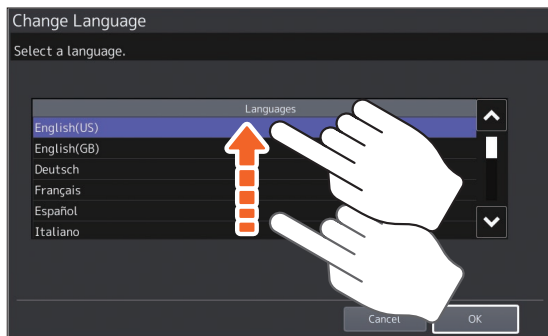 Change Language
Select a language.
Languages
English(US)
English(GB)
Deutsch
Français
Español
Italiano
Cancel
OK